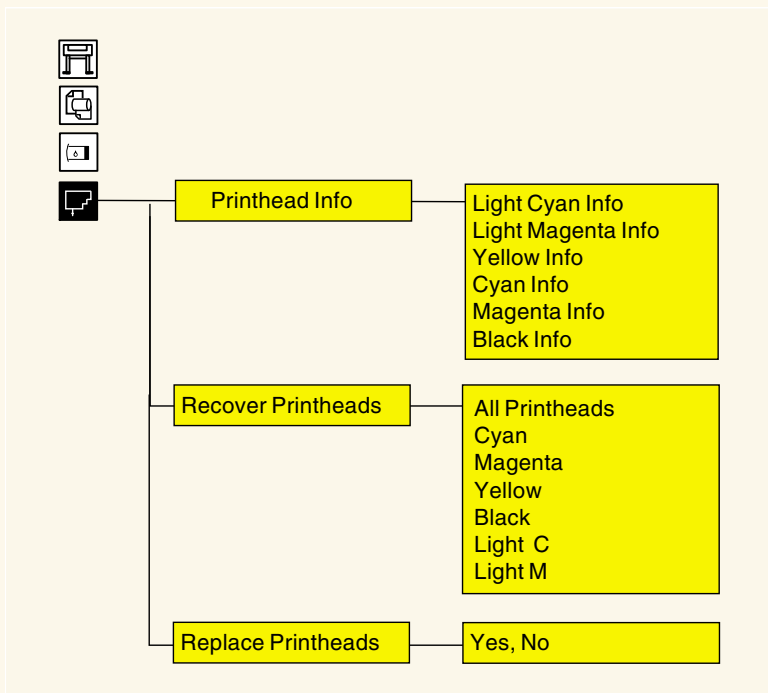 Printhead Info
Light Cyan Info
Light Magenta Info
Yellow Info
Cyan Info
Magenta Info
Black Info
Recover Printheads
All Printheads
Cyan
Magenta
Yellow
Black
Light C
Light M
Replace Printheads
Yes, No